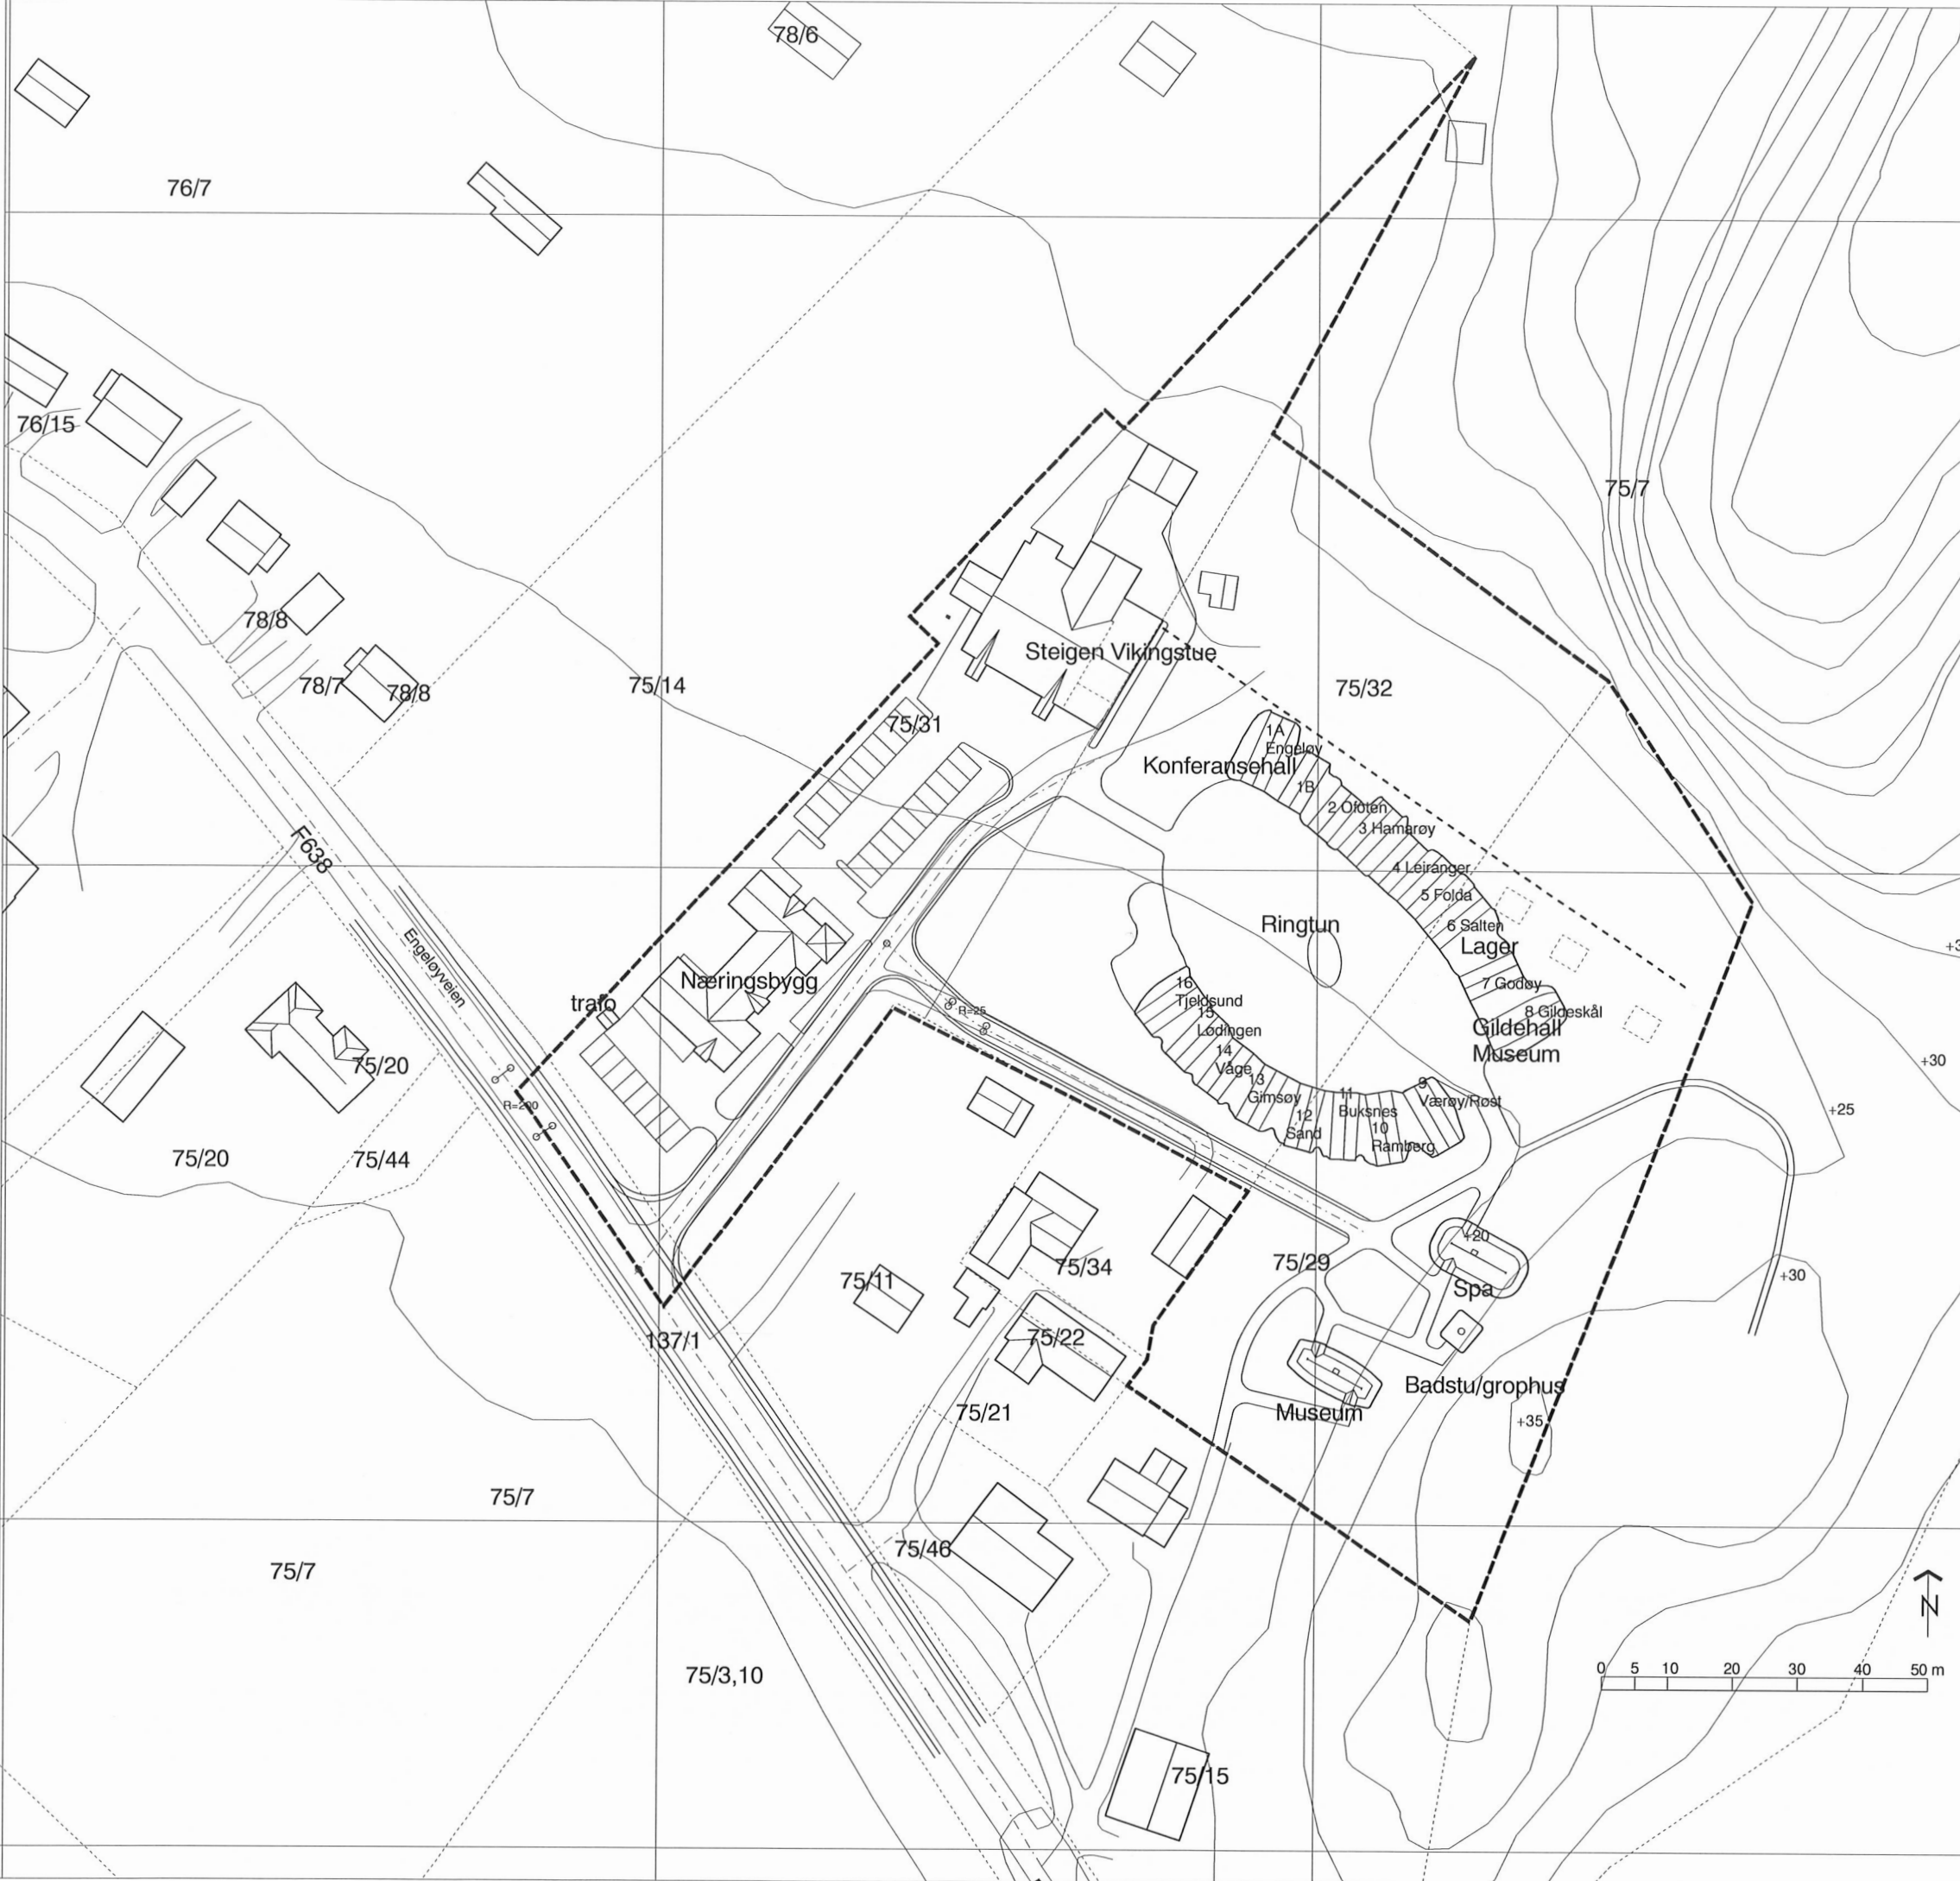 78/6
76/7
76/15
75/7
78/8
Steigen Vikingstue
78/7
78/8
75/14
75/32
75/31
1A
Engeløy
Konferansehall
1B
2 Ofoten
3 Hamarøy
F638
4 Leiranger
5 Folda
Ringtun
6 Salten
Lager
Engeløyveien
Næringsbygg
16
7 Godøy
trafo
Tjeldsund
R=25
15
8 Gildeskål
Lødingen
Gildehall
14
Museum
75/20
Våge
+30
13
9
R=200
Gimsøy
11
Værøy/Røst
+25
12
Buksnes
Sand
10
Ramberg
75/20
75/44
+20
75/11
75/34
75/29
+30
Spa
137/1
75/22
Badstu/grophus
75/21
Museum
+35
75/7
75/46
75/7
N
75/3,10
0 5 10 20 30 40 50 m
75/15